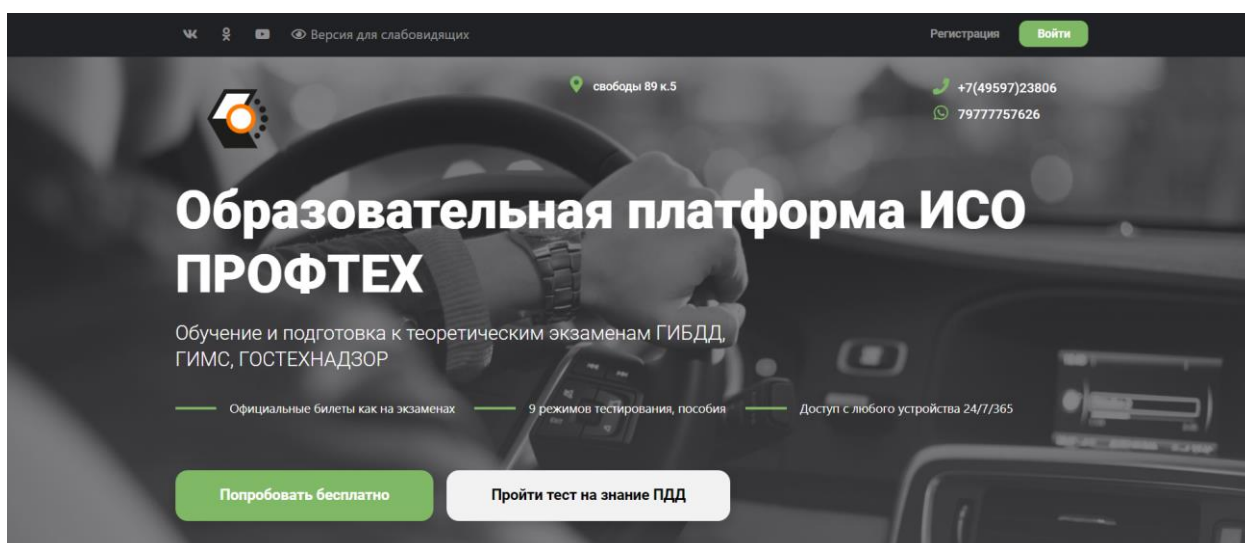 Версия для слабовидящих
Регистрация
Войти
свободы 89 к.5
+7(49597)23806
79777757626
Образовательная платформа ИСО
ПРОФТЕХ
Обучение и подготовка к теоретическим экзаменам ГИБДД,
ГИМС, ГОСТЕХНАДЗОР
Официальные билеты как на экзаменах
9 режимов тестирования, пособия
Доступ с любого устройства 24/7/365
Попробовать бесплатно
Пройти тест на знание ПДД